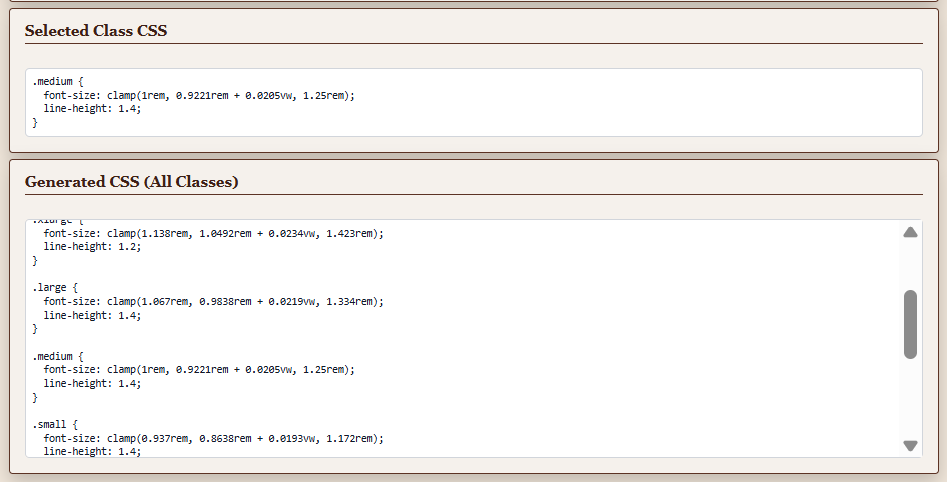 Selected Class CSS
.medium {
  font-size: clamp(1rem, 0.9221rem + 0.0205vw, 1.25rem);
  line-height: 1.4;
}
Generated CSS (All Classes)
.xlarge {
  font-size: clamp(1.138rem, 1.0492rem + 0.0234vw, 1.423rem);
  line-height: 1.2;
}
.large {
  font-size: clamp(1.067rem, 0.9838rem + 0.0219vw, 1.334rem);
  line-height: 1.4;
}
.medium {
  font-size: clamp(1rem, 0.9221rem + 0.0205vw, 1.25rem);
  line-height: 1.4;
}
.small {
  font-size: clamp(0.937rem, 0.8638rem + 0.0193vw, 1.172rem);
  line-height: 1.4;